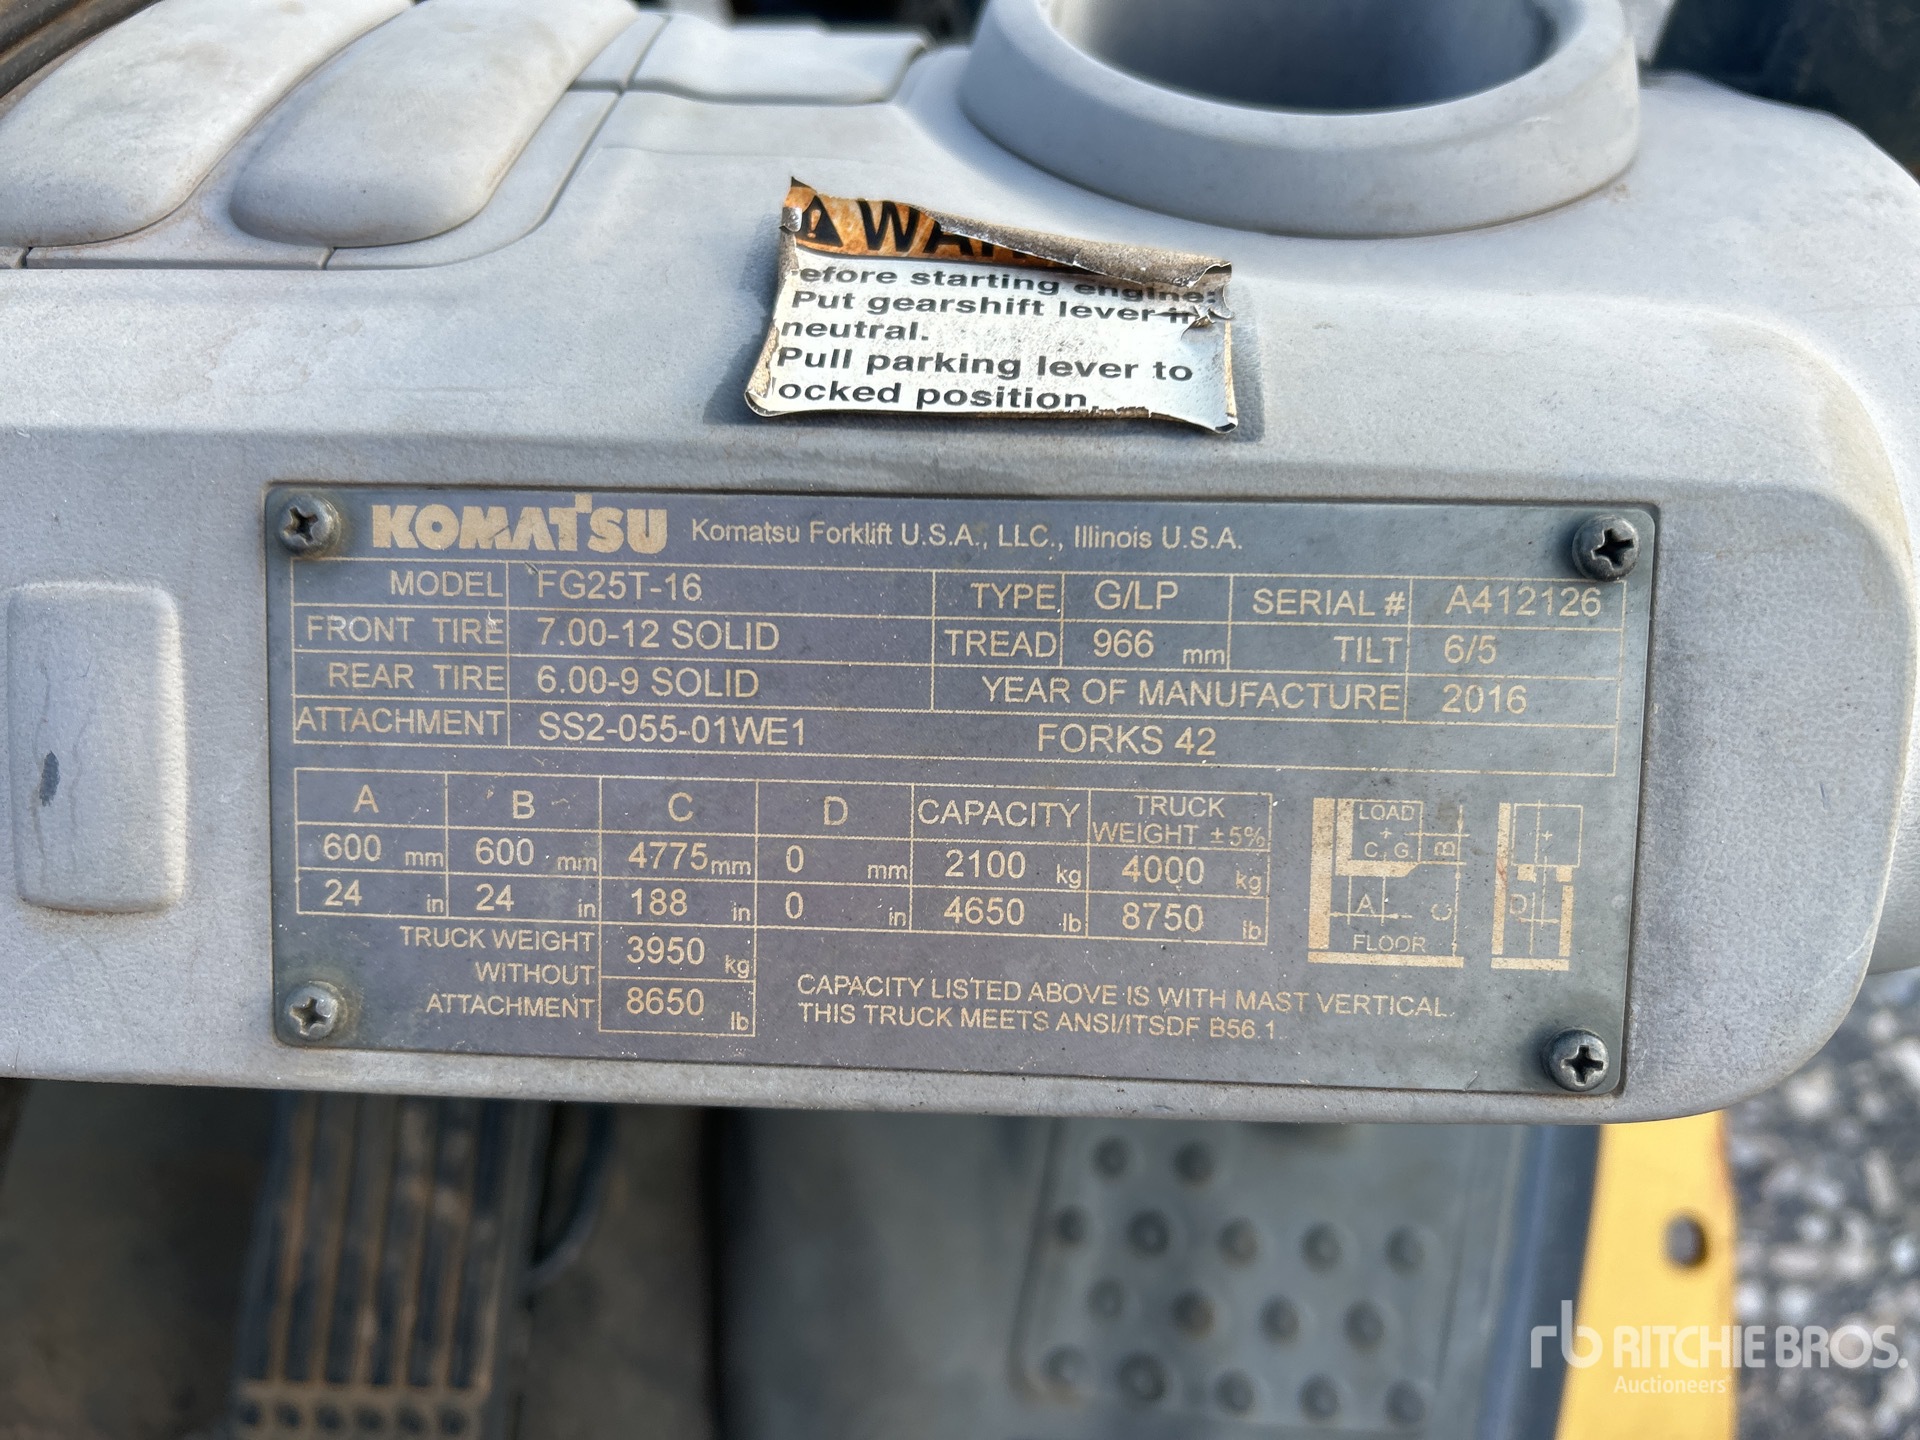 WAR
efore starting engine:
Put gearshift lever in
neutral.
Pull parking lever to
ocked position.
KOMATSU Komatsu Forklift U.S.A., LLC., Illinois U.S.A.
MODEL FG25T-16 TYPE G/LP SERIAL # A412126
FRONT TIRE 7.00-12 SOLID TREAD 966 mm TILT 6/5
REAR TIRE 6.00-9 SOLID YEAR OF MANUFACTURE 2016
ATTACHMENT SS2-055-01WE1 FORKS 42
A B C D CAPACITY TRUCK WEIGHT ±5%
600 mm 600 mm 4775 mm 0 mm 2100 kg 4000 kg
24 in 24 in 188 in 0 in 4650 lb 8750 lb
TRUCK WEIGHT WITHOUT ATTACHMENT 3950 kg
8650 lb
LOAD
C. G. B
A C D
FLOOR
CAPACITY LISTED ABOVE IS WITH MAST VERTICAL.
THIS TRUCK MEETS ANSI/ITSDF B56.1
rb RITCHIE BROS.
Auctioneers